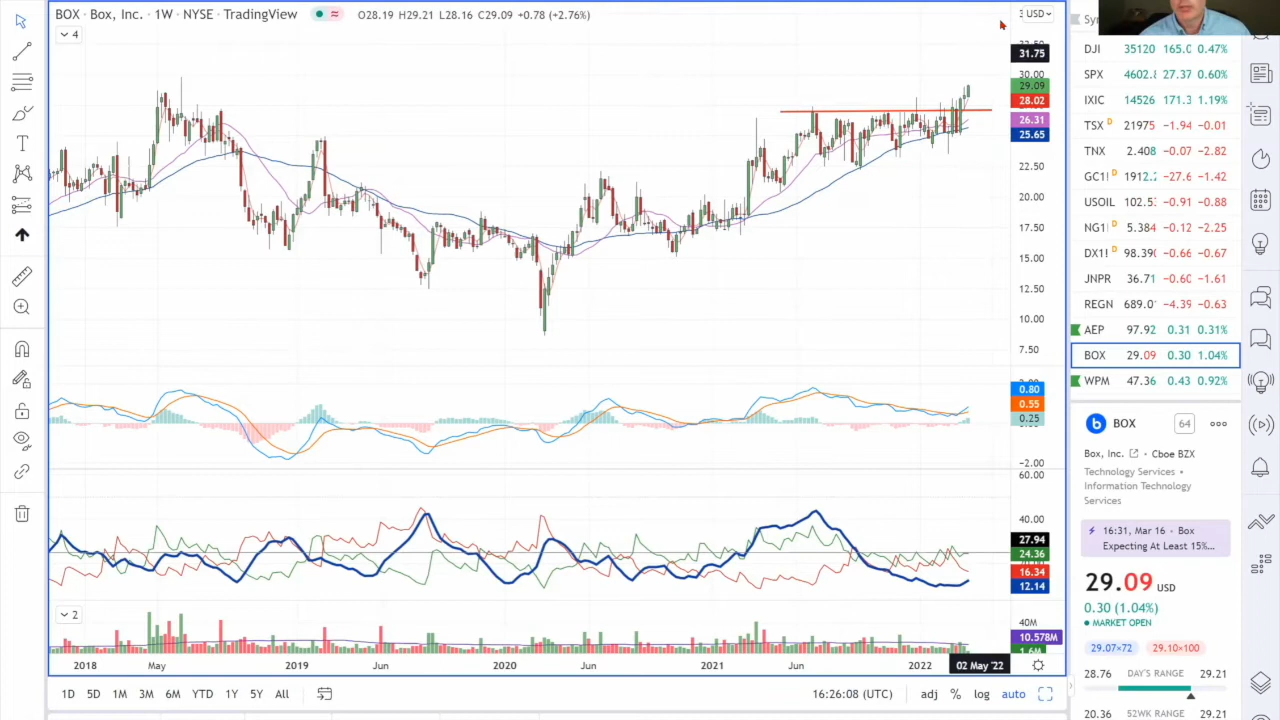 BOX · Box, Inc. · 1W · NYSE · TradingView
O28.19 H29.21 L28.16 C29.09 +0.78 (+2.76%)
4
USD
31.75
30.00
29.09
28.02
26.31
25.65
22.50
20.00
17.50
15.00
12.50
10.00
7.50
0.80
0.55
0.25
-2.00
60.00
40.00
27.94
24.36
16.34
12.14
2
40M
10.578M
1.6M
2018 May 2019 Jun 2020 Jun 2021 Jun 2022 02 May '22
1D 5D 1M 3M 6M YTD 1Y 5Y All
16:26:08 (UTC) adj % log auto
DJI 35120 165.0 0.47%
SPX 4602.8 27.37 0.60%
IXIC 14526 171.3 1.19%
TSX D 21975 -1.94 -0.01
TNX 2.408 -0.07 -2.82
GC1! D 1912.2 -27.6 -1.42
USOIL 102.5 -0.91 -0.88
NG1! D 5.384 -0.12 -2.25
DX1! D 98.390 -0.66 -0.67
JNPR 36.71 -0.60 -1.61
REGN 689.0 -4.39 -0.63
AEP 97.92 0.31 0.31%
BOX 29.09 0.30 1.04%
WPM 47.36 0.43 0.92%
b BOX 64
Box, Inc. · Cboe BZX
Technology Services •
Information Technology
Services
16:31, Mar 16 · Box
Expecting At Least 15%...
29.09 USD
0.30 (1.04%)
MARKET OPEN
29.07×72 29.10×100
28.76 DAY'S RANGE 29.21
20.36 52WK RANGE 29.21